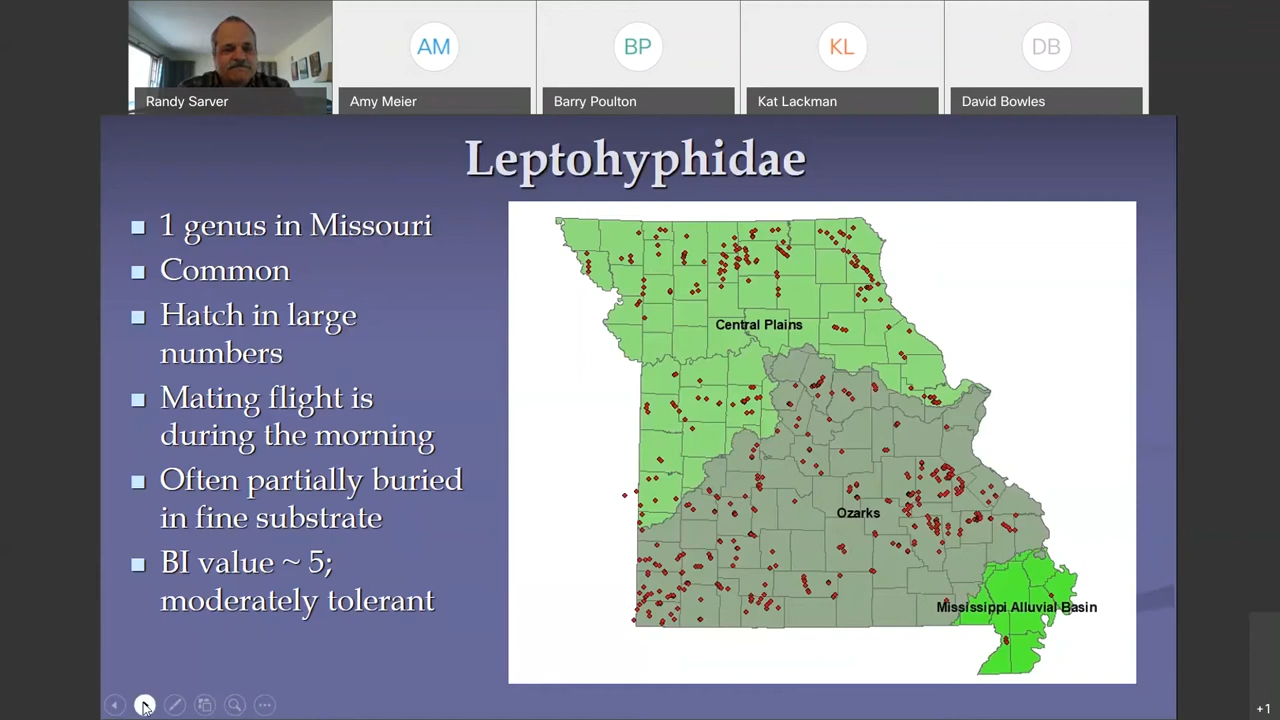 AM
BP
KL
DB
Randy Sarver
Amy Meier
Barry Poulton
Kat Lackman
David Bowles
Leptohyphidae
1 genus in Missouri
Common
Hatch in large
numbers
Mating flight is
during the morning
Often partially buried
in fine substrate
BI value ~ 5;
moderately tolerant
Central Plains
Ozarks
Mississippi Alluvial Basin
+1